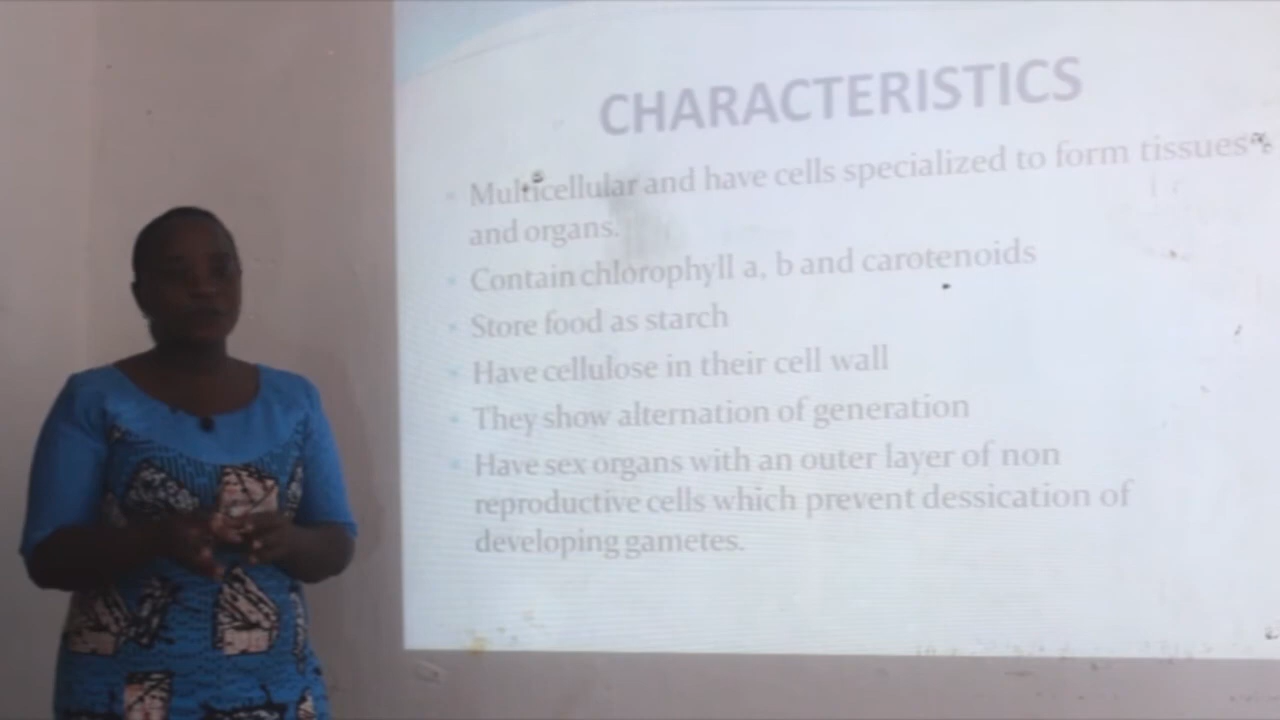 CHARACTERISTICS
Multicellular and have cells specialized to form tissues
and organs.
Contain chlorophyll a, b and carotenoids
Store food as starch
Have cellulose in their cell wall
They show alternation of generation
Have sex organs with an outer layer of non
reproductive cells which prevent dessication of
developing gametes.